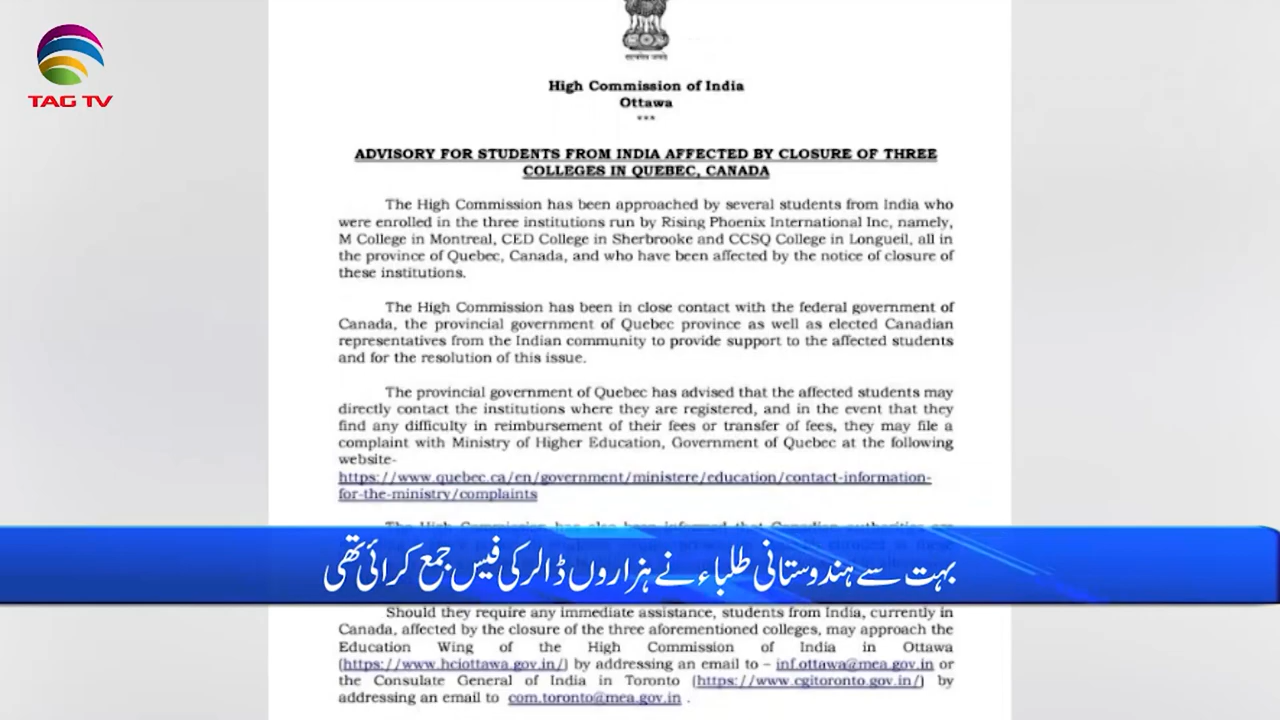 TAG TV
सत्यमेव जयते
High Commission of India
Ottawa
***
ADVISORY FOR STUDENTS FROM INDIA AFFECTED BY CLOSURE OF THREE
COLLEGES IN QUEBEC, CANADA
The High Commission has been approached by several students from India who
were enrolled in the three institutions run by Rising Phoenix International Inc, namely,
M College in Montreal, CED College in Sherbrooke and CCSQ College in Longueil, all in
the province of Quebec, Canada, and who have been affected by the notice of closure of
these institutions.
The High Commission has been in close contact with the federal government of
Canada, the provincial government of Quebec province as well as elected Canadian
representatives from the Indian community to provide support to the affected students
and for the resolution of this issue.
The provincial government of Quebec has advised that the affected students may
directly contact the institutions where they are registered, and in the event that they
find any difficulty in reimbursement of their fees or transfer of fees, they may file a
complaint with Ministry of Higher Education, Government of Quebec at the following
website-
https://www.quebec.ca/en/government/ministere/education/contact-information-
for-the-ministry/complaints
The High Commission has also been informed that Canadian authorities are
بہت سے ہندوستانی طلباء نے ہزاروں ڈالر کی فیس جمع کرائی تھی
Should they require any immediate assistance, students from India, currently in
Canada, affected by the closure of the three aforementioned colleges, may approach the
Education Wing of the High Commission of India in Ottawa
(https://www.hciottawa.gov.in/) by addressing an email to – inf.ottawa@mea.gov.in or
the Consulate General of India in Toronto (https://www.cgitoronto.gov.in/) by
addressing an email to com.toronto@mea.gov.in .